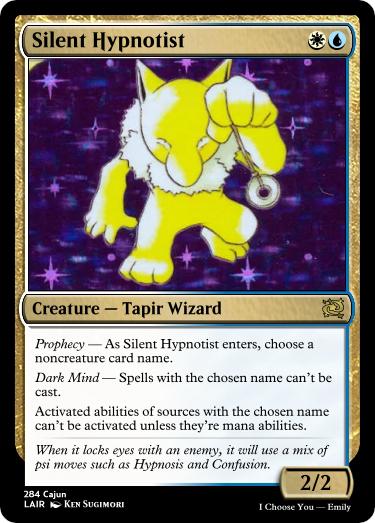 Silent Hypnotist
Creature — Tapir Wizard
Prophecy — As Silent Hypnotist enters, choose a
noncreature card name.
Dark Mind — Spells with the chosen name can't be
cast.
Activated abilities of sources with the chosen name
can't be activated unless they're mana abilities.
When it locks eyes with an enemy, it will use a mix of
psi moves such as Hypnosis and Confusion.
2/2
284 Cajun
LAIR Ken Sugimori
I Choose You — Emily